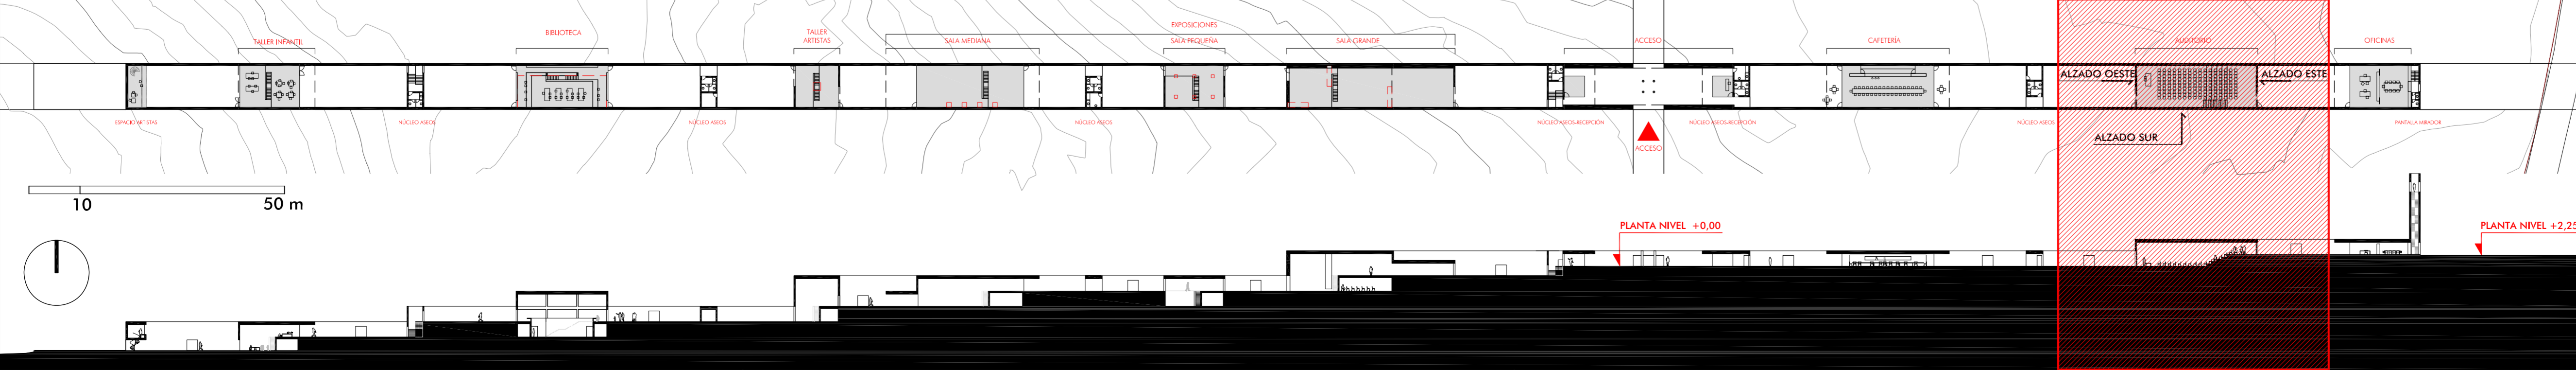 EXPOSICIONES
TALLER INFANTIL
BIBLIOTECA
TALLER
ARTISTAS
SALA MEDIANA
SALA PEQUEÑA
SALA GRANDE
ACCESO
CAFETERÍA
AUDITORIO
OFICINAS
ALZADO OESTE
ALZADO ESTE
ESPACIO ARTISTAS
NÚCLEO ASEOS
NÚCLEO ASEOS
NÚCLEO ASEOS
NÚCLEO ASEOS-RECEPCIÓN
NÚCLEO ASEOS-RECEPCIÓN
NÚCLEO ASEOS
PANTALLA MIRADOR
ALZADO SUR
ACCESO
10
50 m
PLANTA NIVEL +0,00
PLANTA NIVEL +2,25